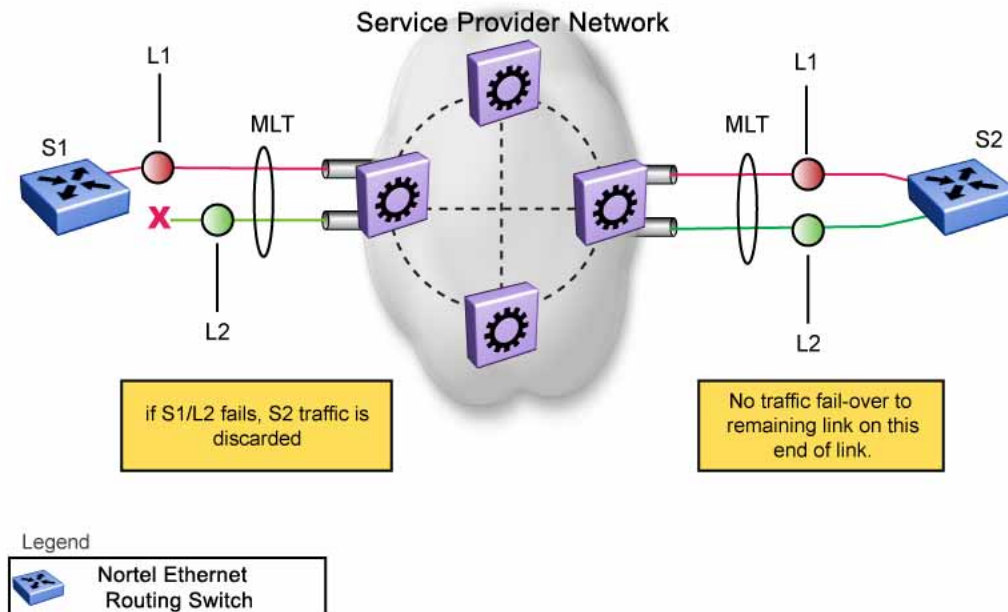 Service Provider Network
L1
L1
MLT
MLT
S1
S2
X
L2
L2
if S1/L2 fails, S2 traffic is
discarded
No traffic fail-over to
remaining link on this
end of link.
Legend
Nortel Ethernet
Routing Switch